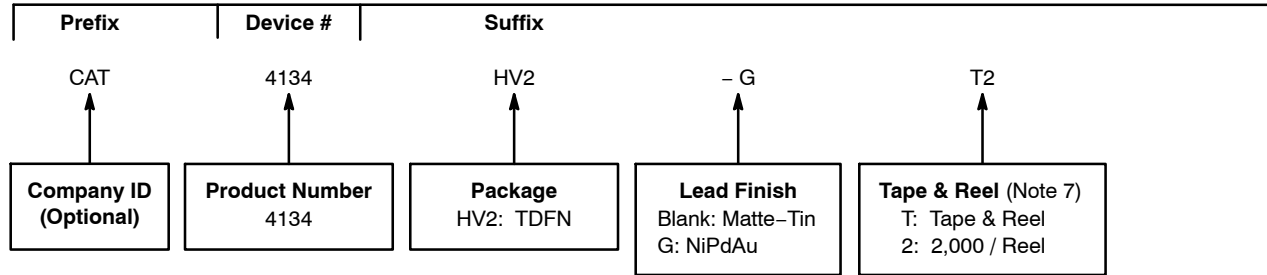 Prefix Device # Suffix
CAT 4134 HV2 – G T2
Company ID
(Optional)
Product Number
4134
Package
HV2: TDFN
Lead Finish
Blank: Matte–Tin
G: NiPdAu
Tape & Reel (Note 7)
T: Tape & Reel
2: 2,000 / Reel